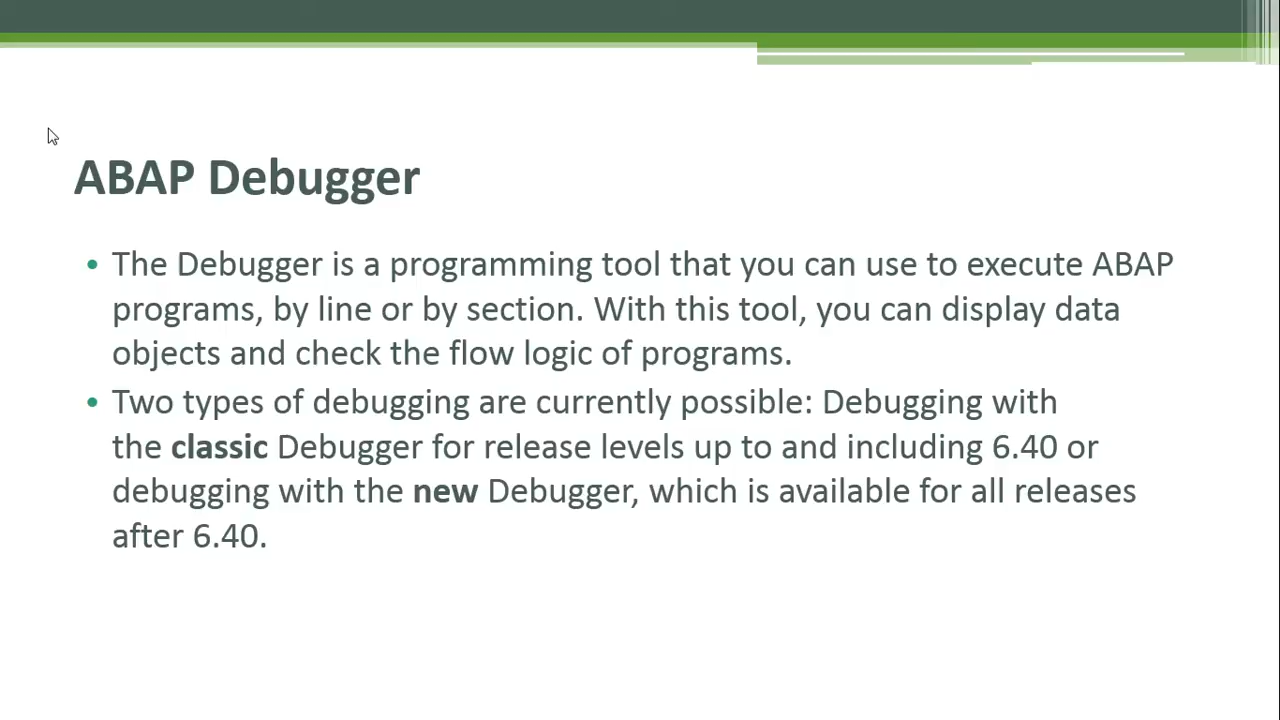 ABAP Debugger
• The Debugger is a programming tool that you can use to execute ABAP
programs, by line or by section. With this tool, you can display data
objects and check the flow logic of programs.
• Two types of debugging are currently possible: Debugging with
the classic Debugger for release levels up to and including 6.40 or
debugging with the new Debugger, which is available for all releases
after 6.40.